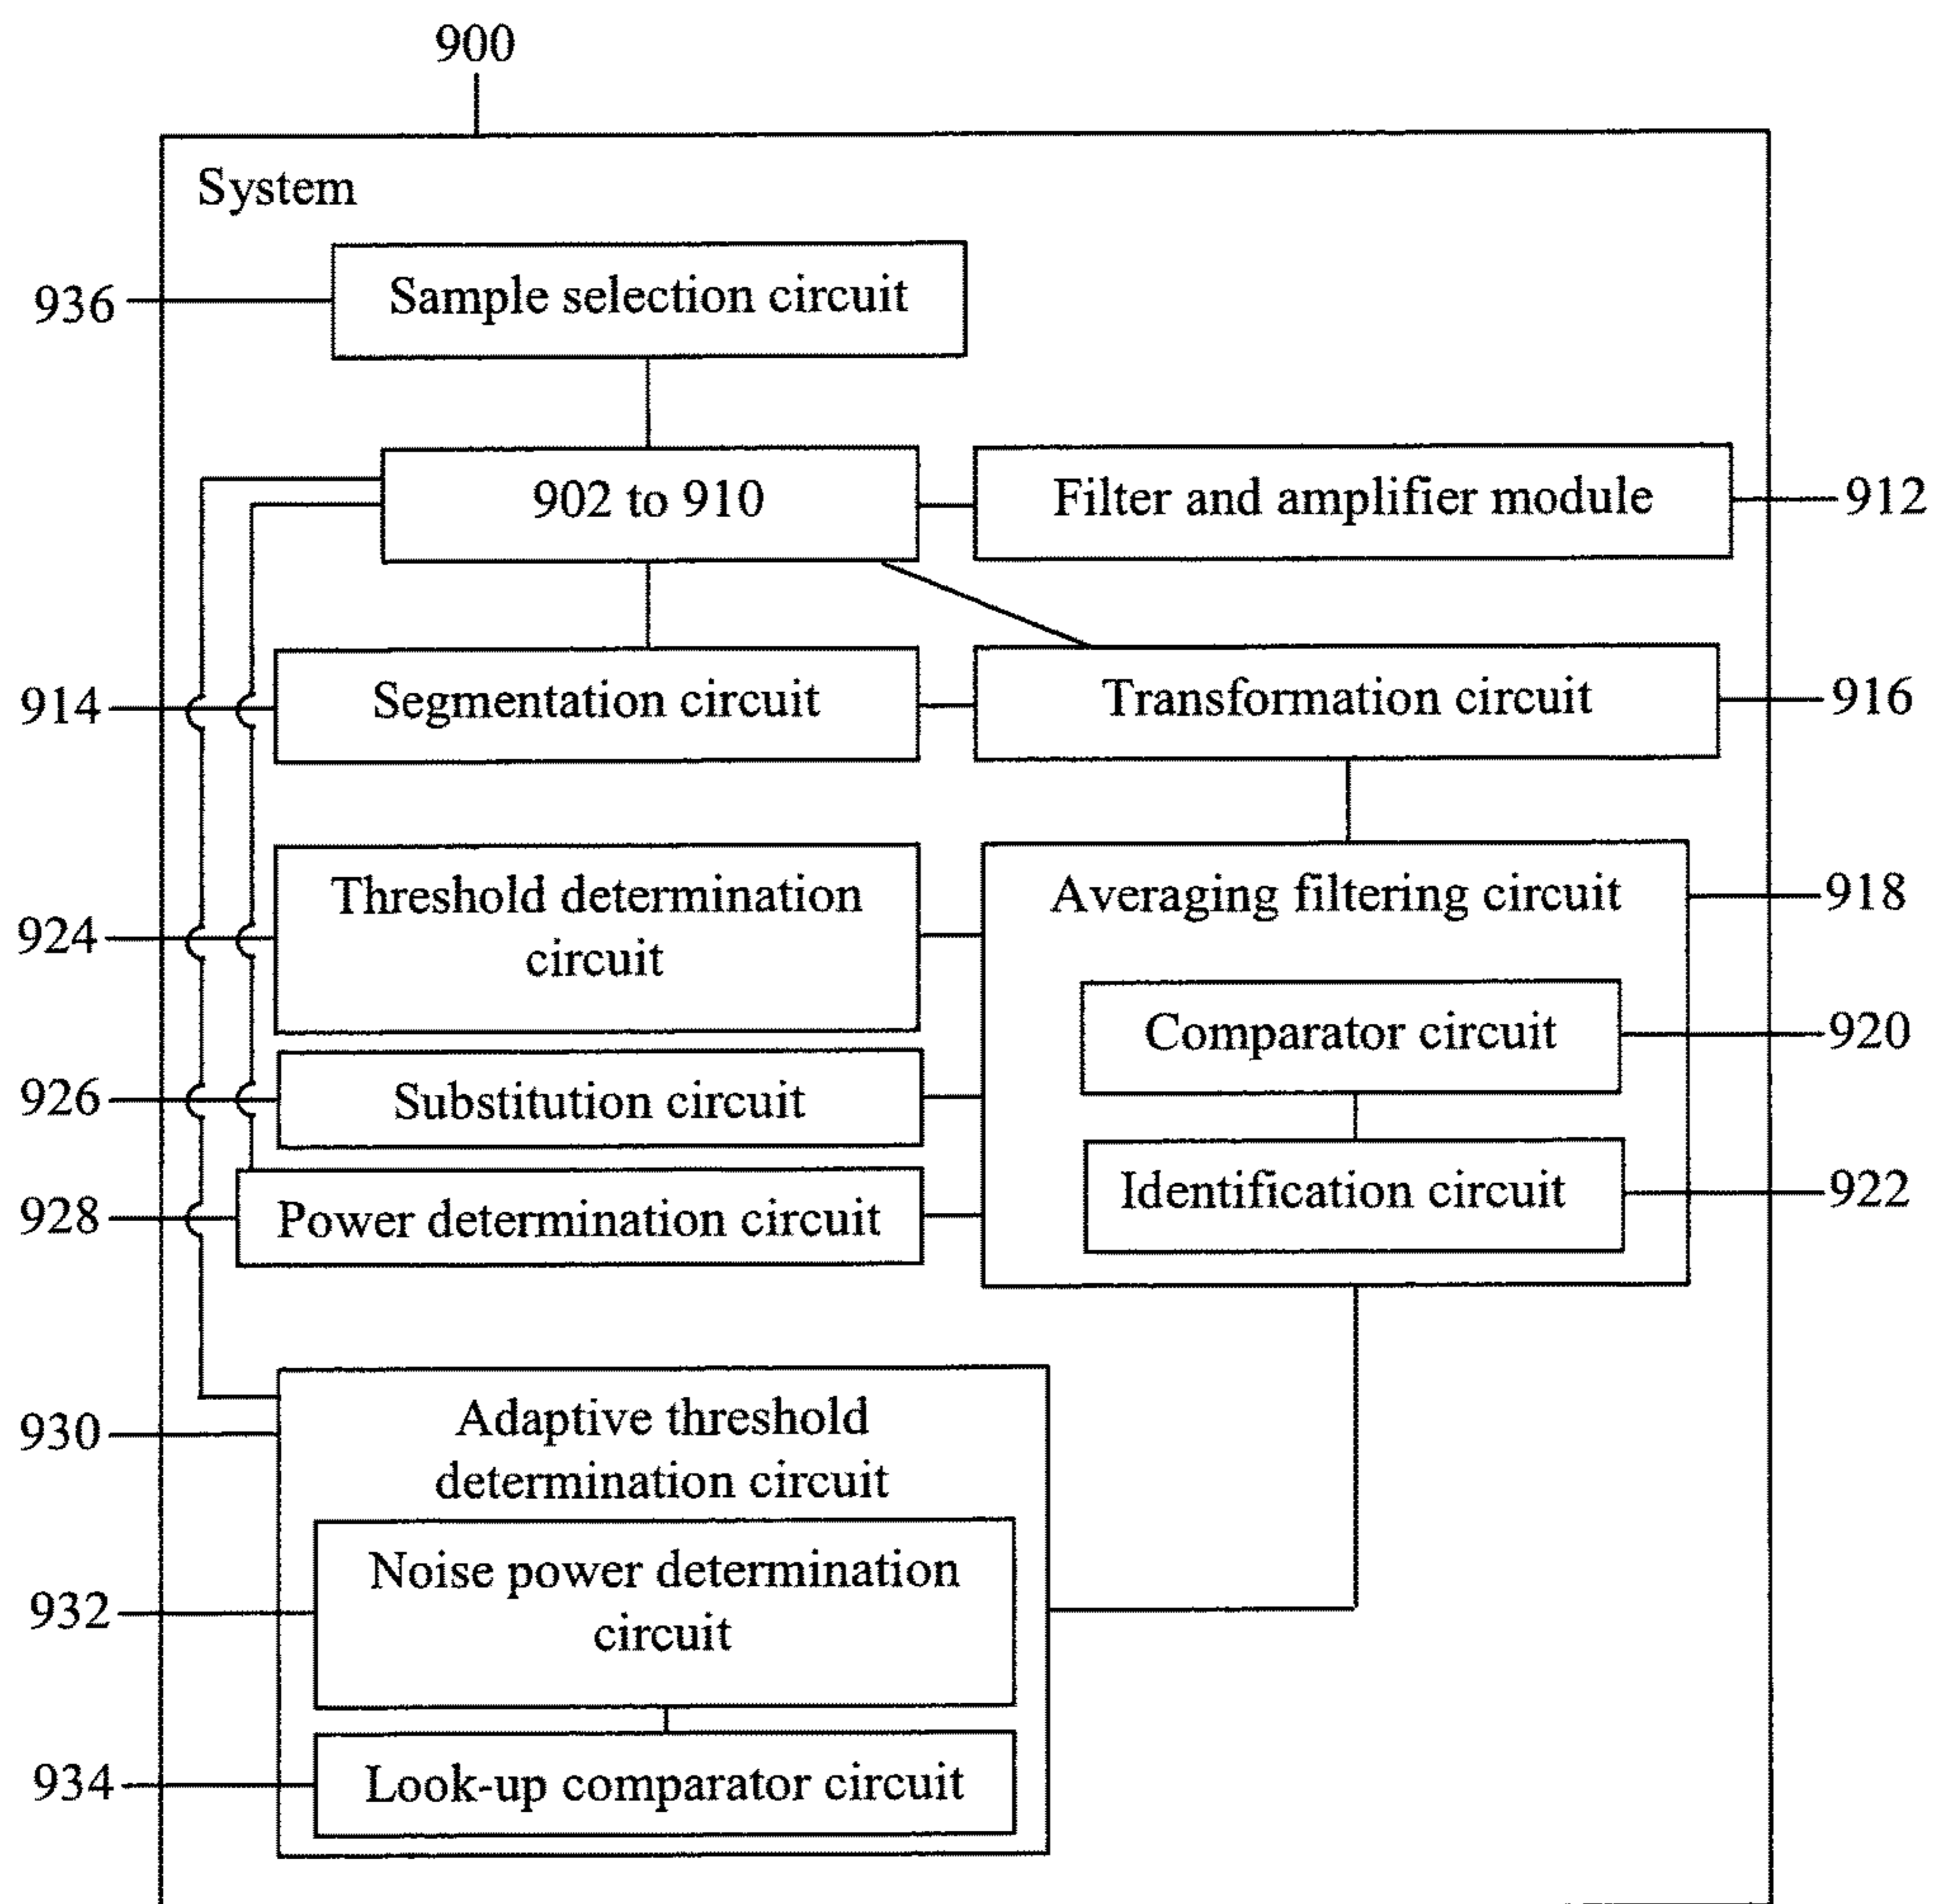 900
System
936
Sample selection circuit
902 to 910
Filter and amplifier module
912
914
Segmentation circuit
Transformation circuit
916
924
Threshold determination
circuit
Averaging filtering circuit
918
Comparator circuit
920
926
Substitution circuit
Identification circuit
922
928
Power determination circuit
930
Adaptive threshold
determination circuit
932
Noise power determination
circuit
934
Look-up comparator circuit